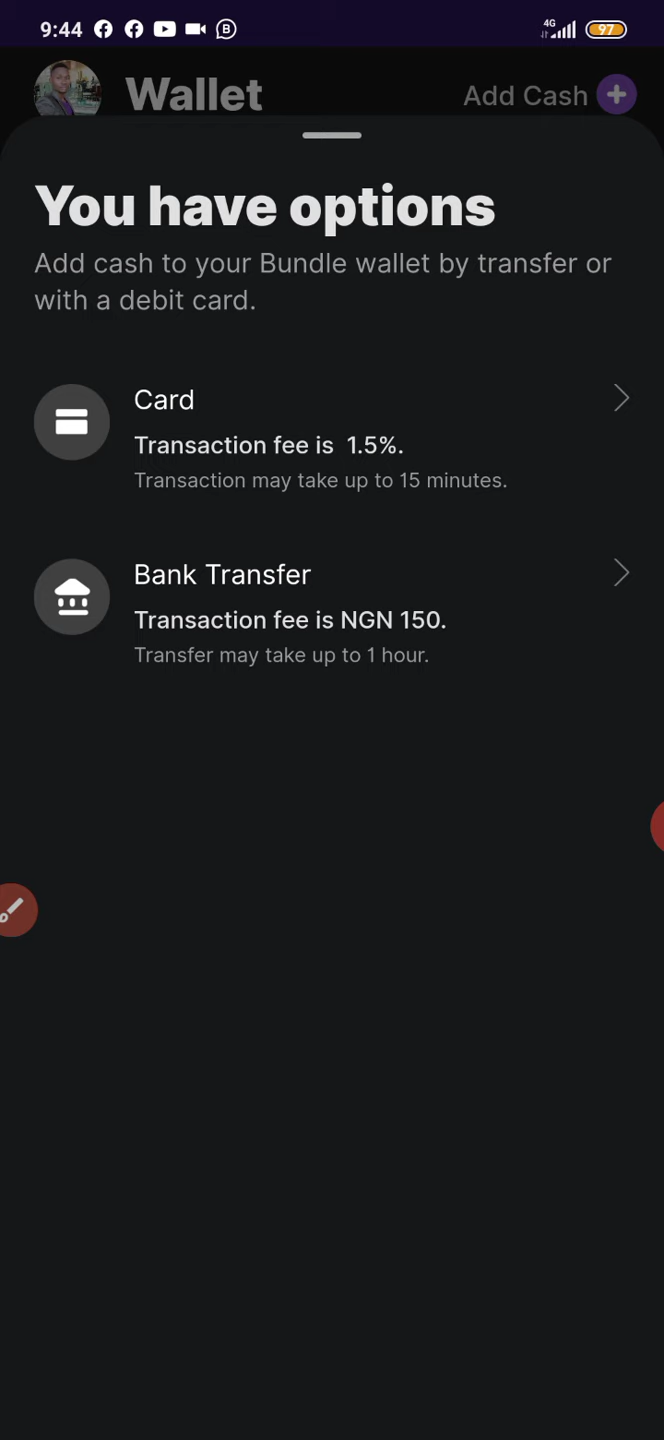 9:44
4G
97
Wallet
Add Cash
You have options
Add cash to your Bundle wallet by transfer or
with a debit card.
Card
Transaction fee is  1.5%.
Transaction may take up to 15 minutes.
Bank Transfer
Transaction fee is NGN 150.
Transfer may take up to 1 hour.